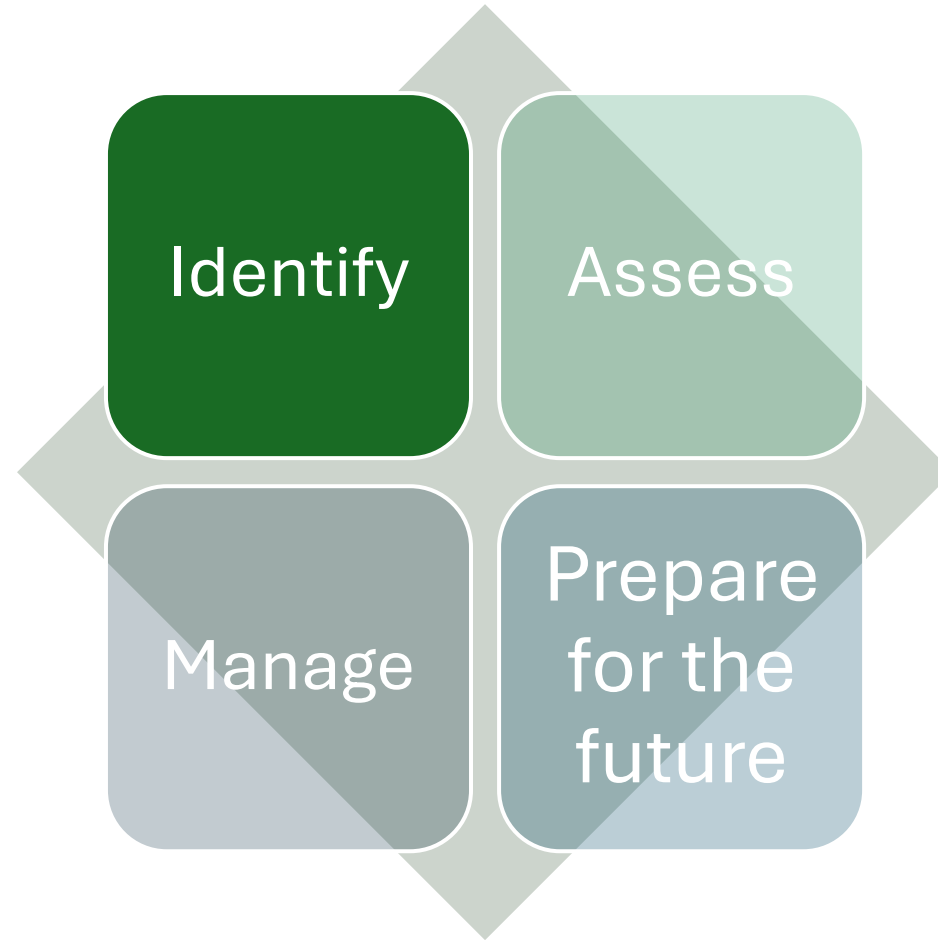 Identify
Assess
Manage
Prepare
for the
future